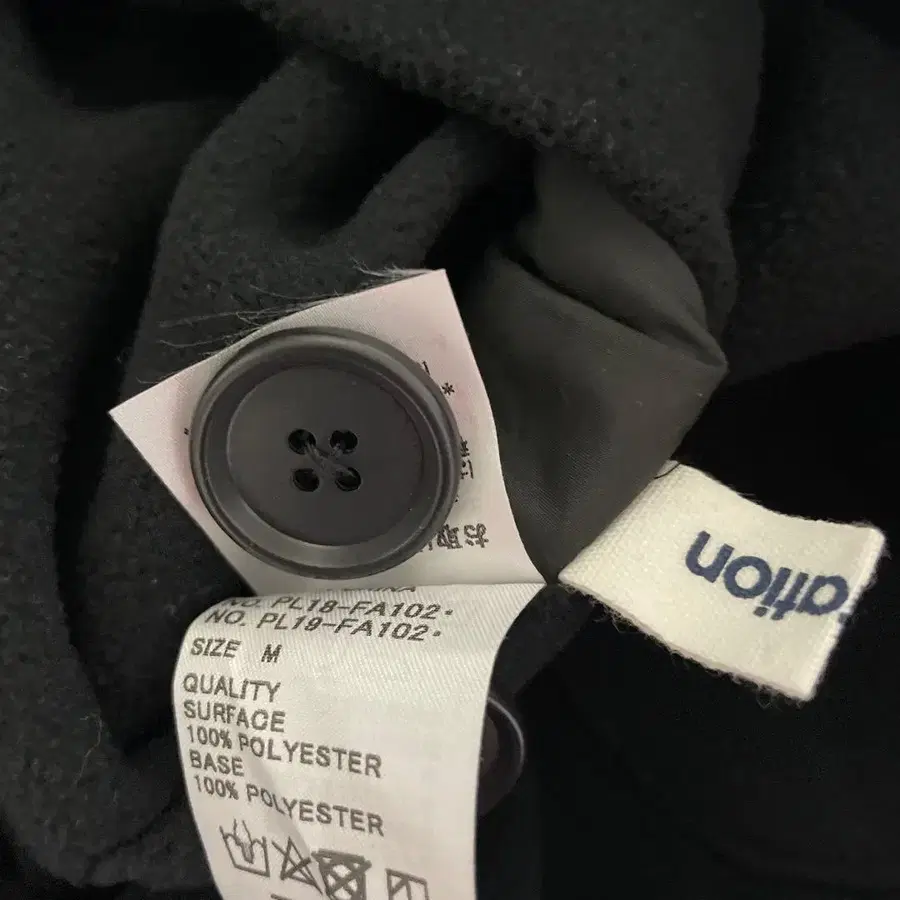 NO. PL18-FA102·
NO. PL19-FA102·
SIZE M
QUALITY
SURFACE
100% POLYESTER
BASE
100% POLYESTER
ation